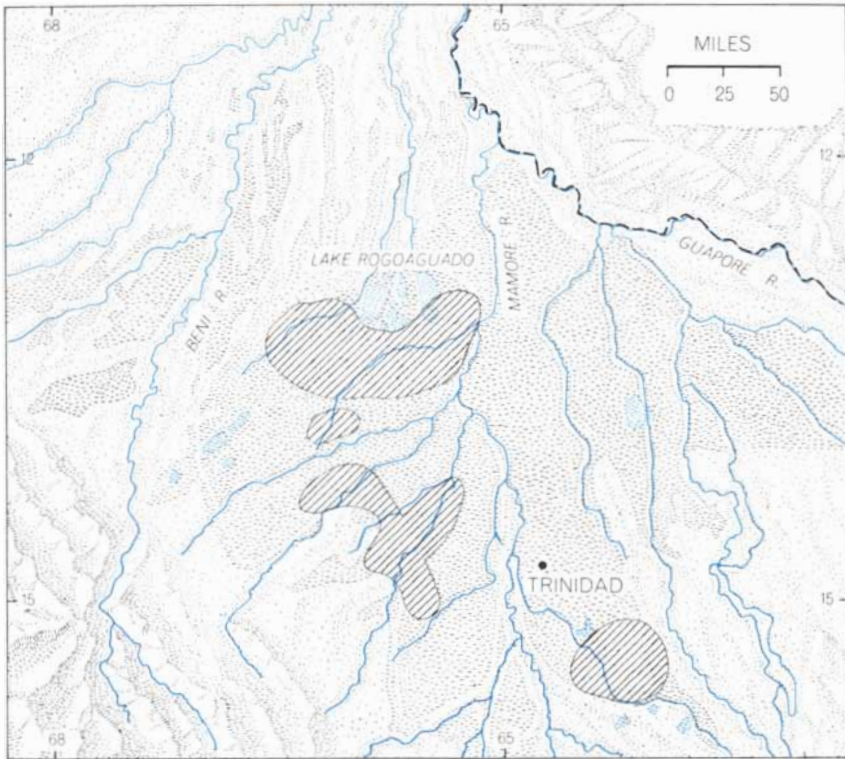 68
65
MILES
0 25 50
12
12
LAKE ROGOAGUADO
MAMORE R.
GUAPORE R.
BENI R.
TRINIDAD
15
15
68
65